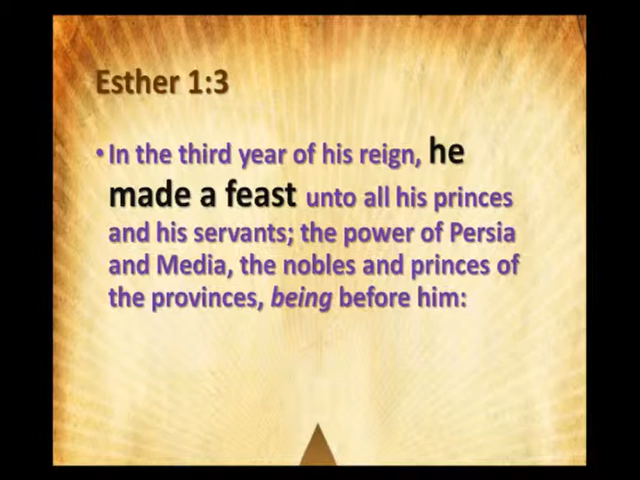 Esther 1:3
• In the third year of his reign, he
made a feast unto all his princes
and his servants; the power of Persia
and Media, the nobles and princes of
the provinces, being before him: